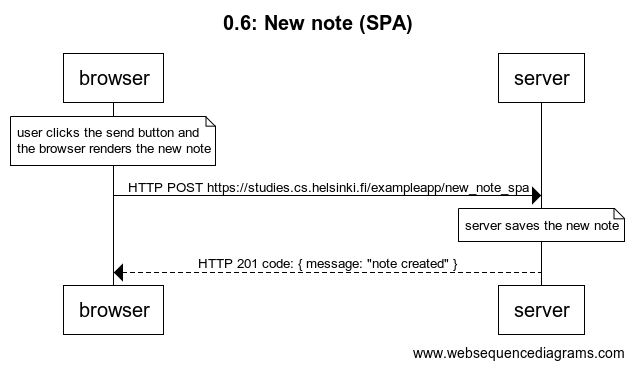 0.6: New note (SPA)
browser
server
user clicks the send button and
the browser renders the new note
HTTP POST https://studies.cs.helsinki.fi/exampleapp/new_note_spa
server saves the new note
HTTP 201 code: { message: "note created" }
browser
server
www.websequencediagrams.com